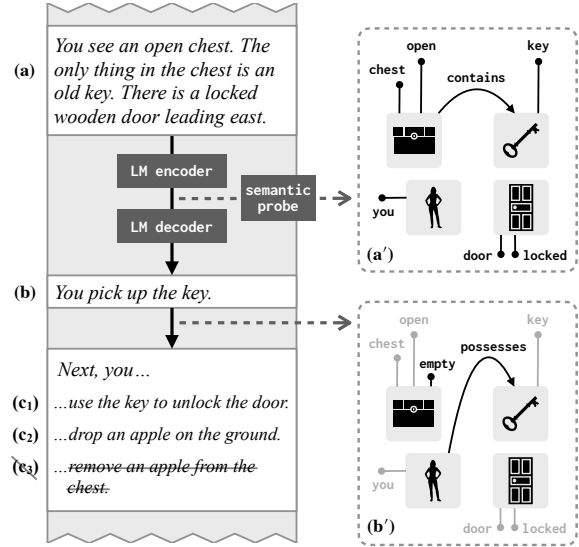 (a)
You see an open chest. The
only thing in the chest is an
old key. There is a locked
wooden door leading east.
LM encoder
semantic
probe
LM decoder
(b)
You pick up the key.
Next, you…
(c1) …use the key to unlock the door.
(c2) …drop an apple on the ground.
(c3) …remove an apple from the
chest.
open
key
chest
contains
you
door
locked
(a′)
open
key
chest
possesses
empty
you
door
locked
(b′)